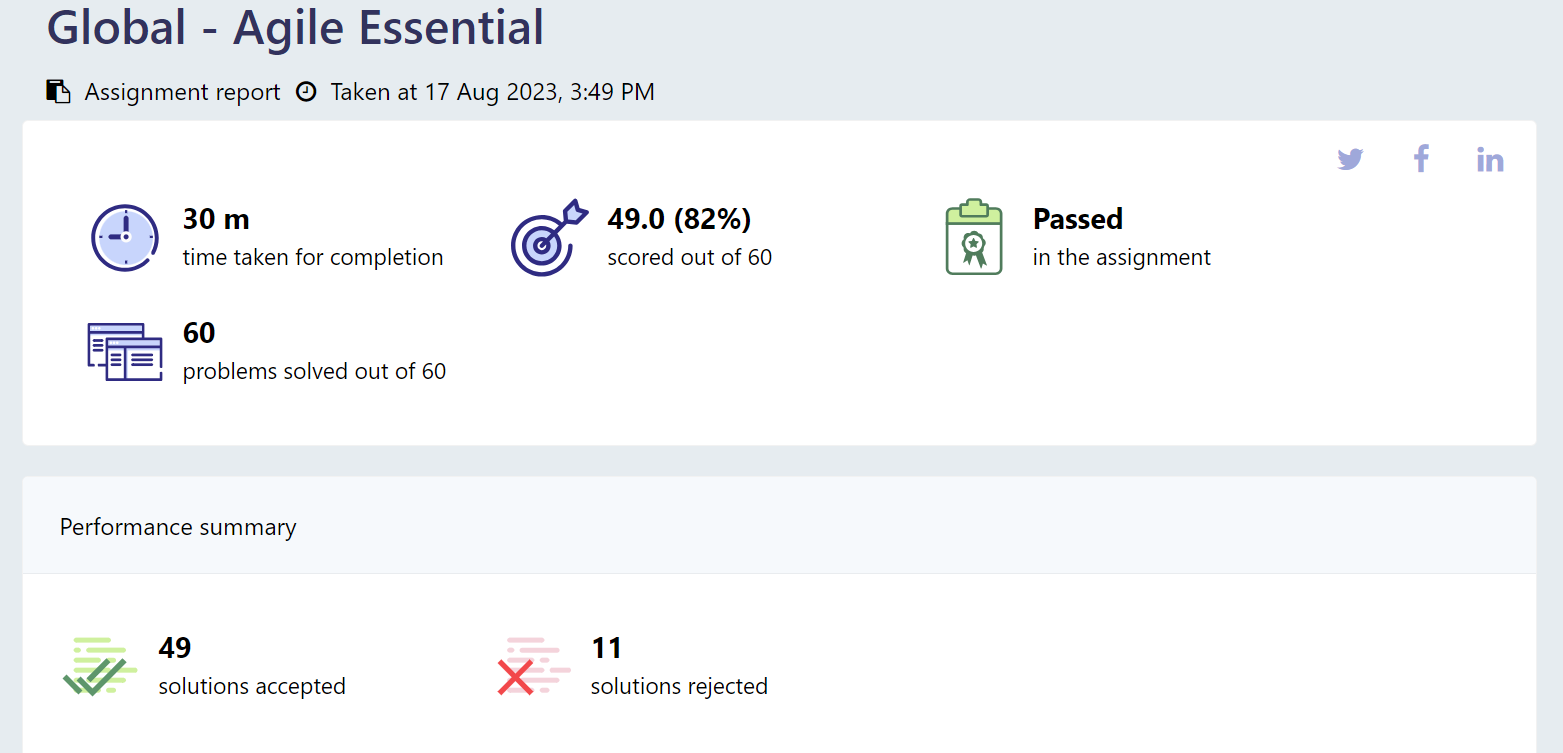 Global - Agile Essential
Assignment report Taken at 17 Aug 2023, 3:49 PM
30 m
time taken for completion
49.0 (82%)
scored out of 60
Passed
in the assignment
60
problems solved out of 60
Performance summary
49
solutions accepted
11
solutions rejected